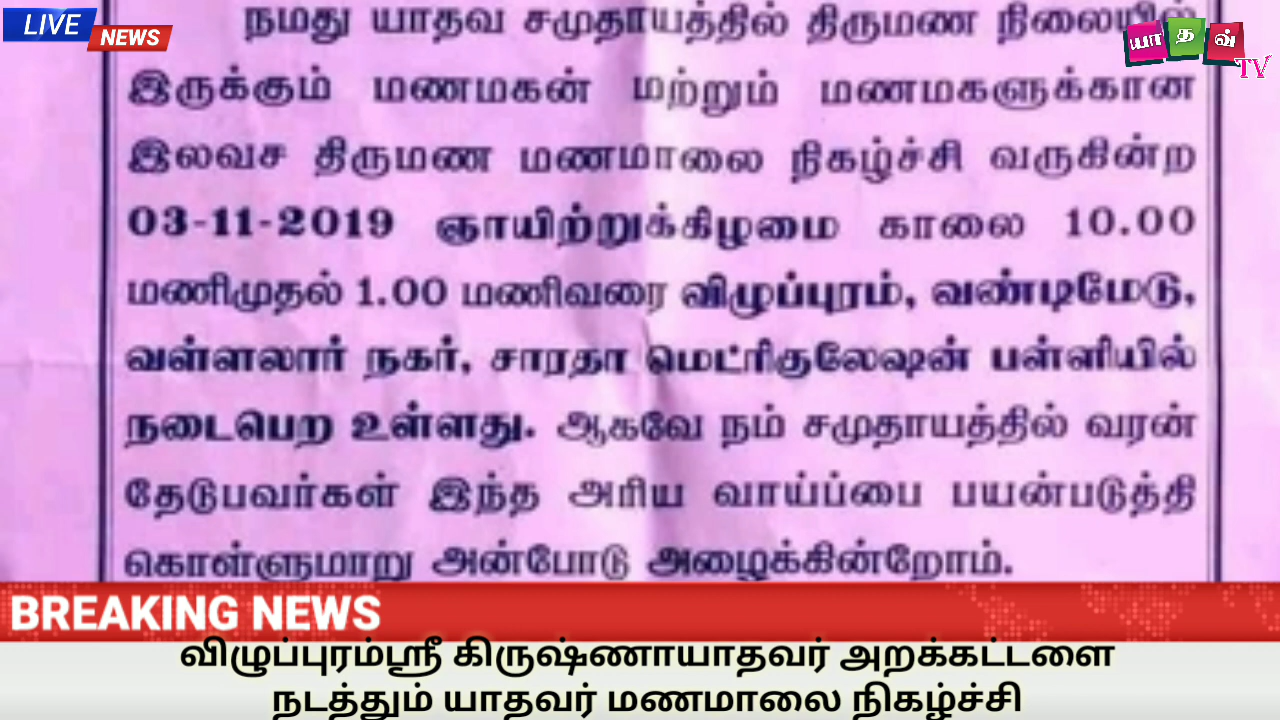 LIVE
NEWS
யாதவ்
TV
நமது யாதவ சமுதாயத்தில் திருமண நிலையில்
இருக்கும் மணமகன் மற்றும் மணமகளுக்கான
இலவச திருமண மணமாலை நிகழ்ச்சி வருகின்ற
03-11-2019 ஞாயிற்றுக்கிழமை காலை 10.00
மணிமுதல் 1.00 மணிவரை விழுப்புரம், வண்டிமேடு,
வள்ளலார் நகர், சாரதா மெட்ரிகுலேஷன் பள்ளியில்
நடைபெற உள்ளது. ஆகவே நம் சமுதாயத்தில் வரன்
தேடுபவர்கள் இந்த அரிய வாய்ப்பை பயன்படுத்தி
கொள்ளுமாறு அன்போடு அழைக்கின்றோம்.
BREAKING NEWS
விழுப்புரம்ஸ்ரீ கிருஷ்ணாயாதவர் அறக்கட்டளை
நடத்தும் யாதவர் மணமாலை நிகழ்ச்சி